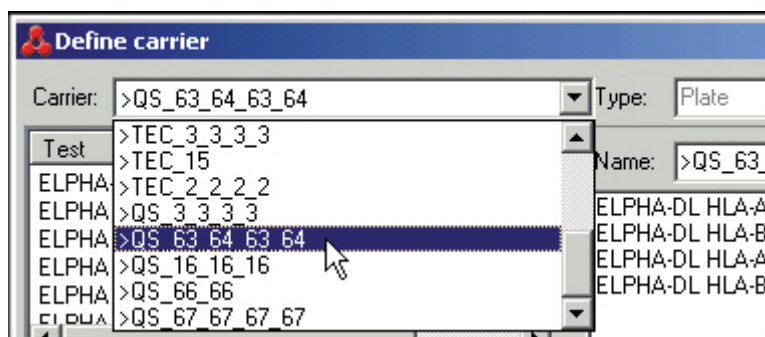 Define carrier
Carrier: >QS_63_64_63_64 Type: Plate
Test Name: >QS_63_
>TEC_3_3_3_3
>TEC_15
>TEC_2_2_2_2
>QS_3_3_3_3
>QS_63_64_63_64
>QS_16_16_16
>QS_66_66
>QS_67_67_67_67
ELPHA-
ELPHA
ELPHA
ELPHA
ELPHA
ELPHA
ELPHA-DL HLA-A
ELPHA-DL HLA-B
ELPHA-DL HLA-A
ELPHA-DL HLA-B